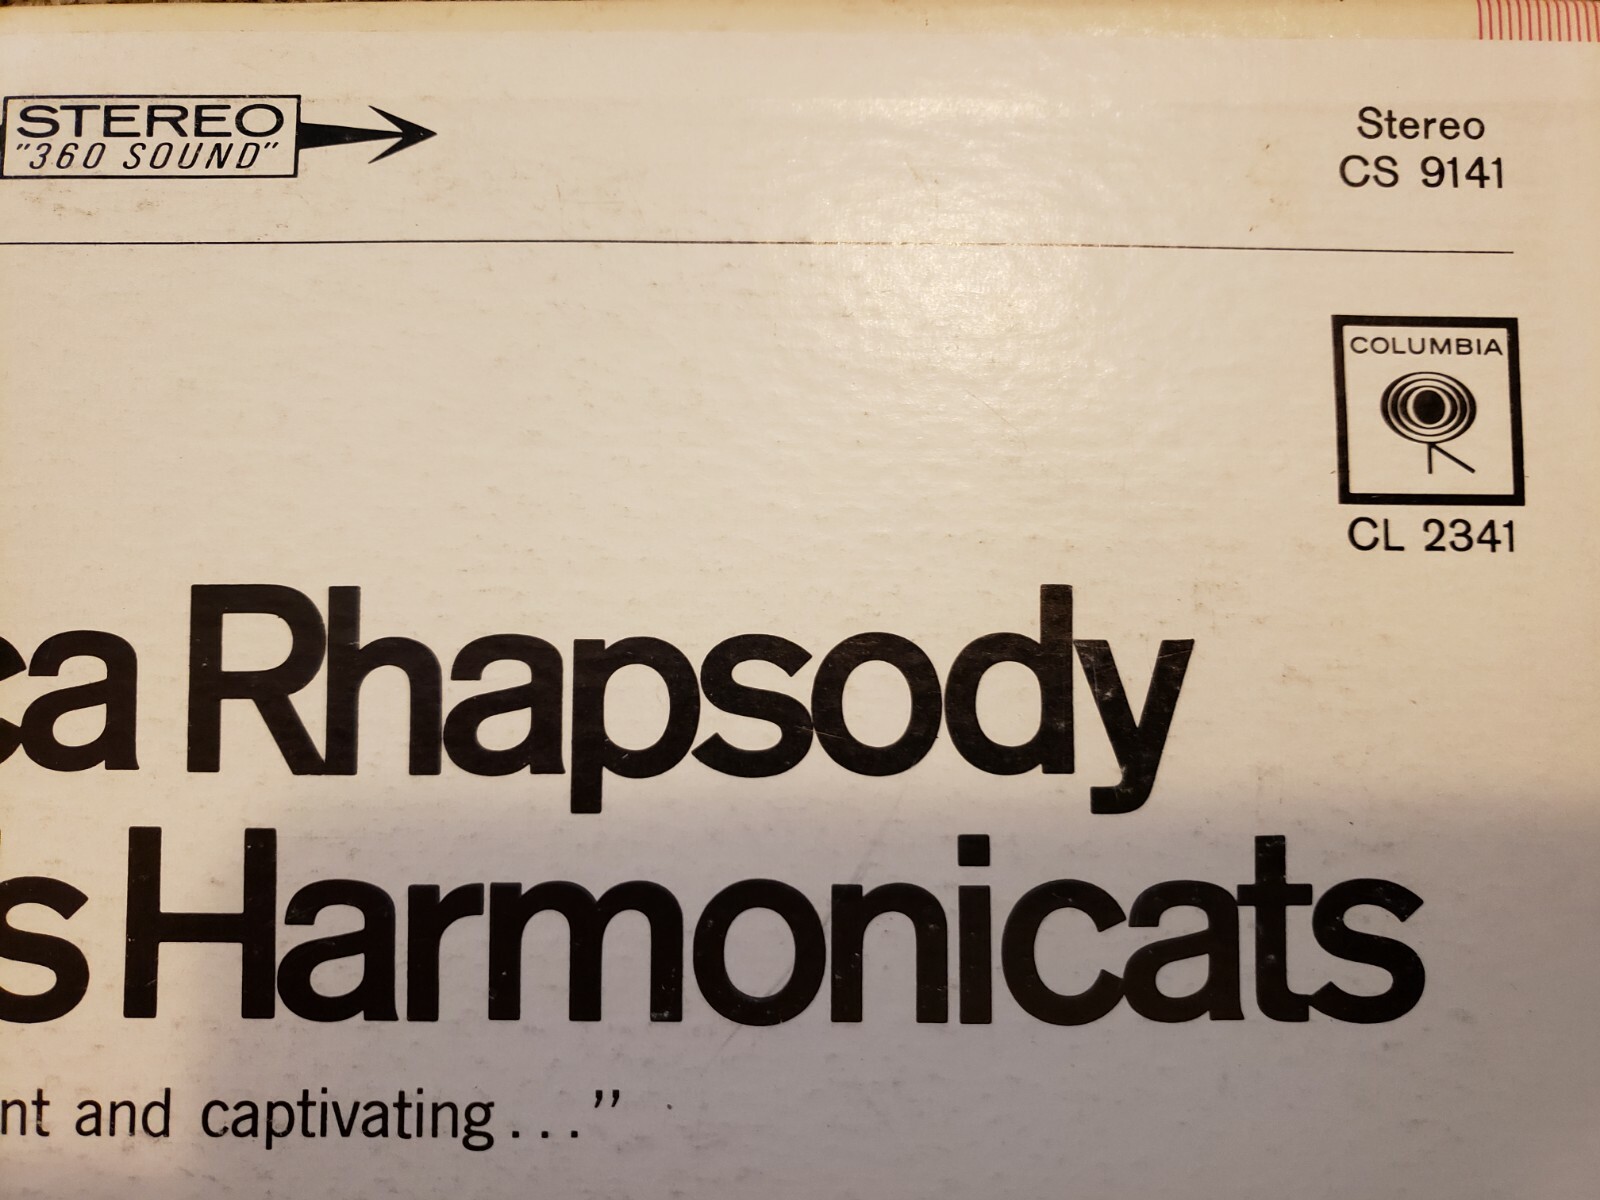 STEREO
"360 SOUND"
Stereo
CS 9141
COLUMBIA
CL 2341
ca Rhapsody
s Harmonicats
nt and captivating . . .”